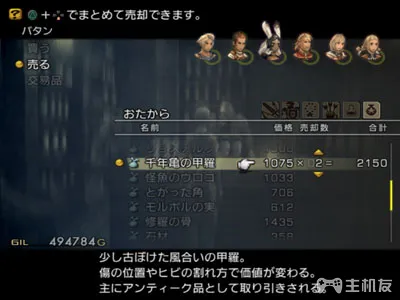 + でまとめて売却できます。
バタン
買う
売る
交易品
おたから
名前 価格 売却数 合計
千年亀の甲羅 1075 × 02 = 2150
怪魚のウロコ 1033
とがった角 706
モルボルの実 612
修羅の骨 1435
石材 358
GIL 494784G
少し古ぼけた風合いの甲羅。
傷の位置やヒビの割れ方で価値が変わる。
主にアンティーク品として取り引きされる。
主机友